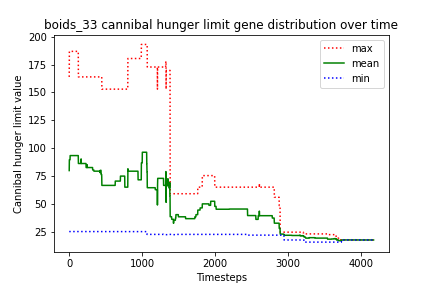 boids_33 cannibal hunger limit gene distribution over time
200
175
150
125
100
75
50
25
Cannibal hunger limit value
max
mean
min
0
1000
2000
3000
4000
Timesteps